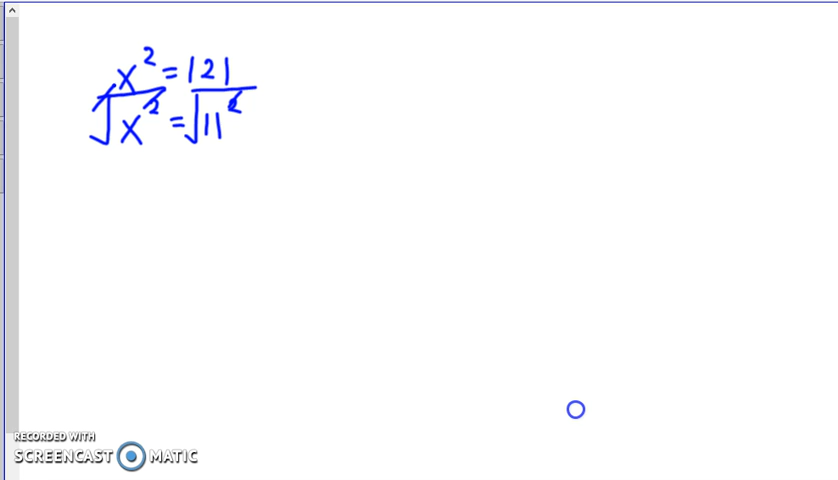 x² = 121
√x² = √11²
RECORDED WITH
SCREENCAST MATIC